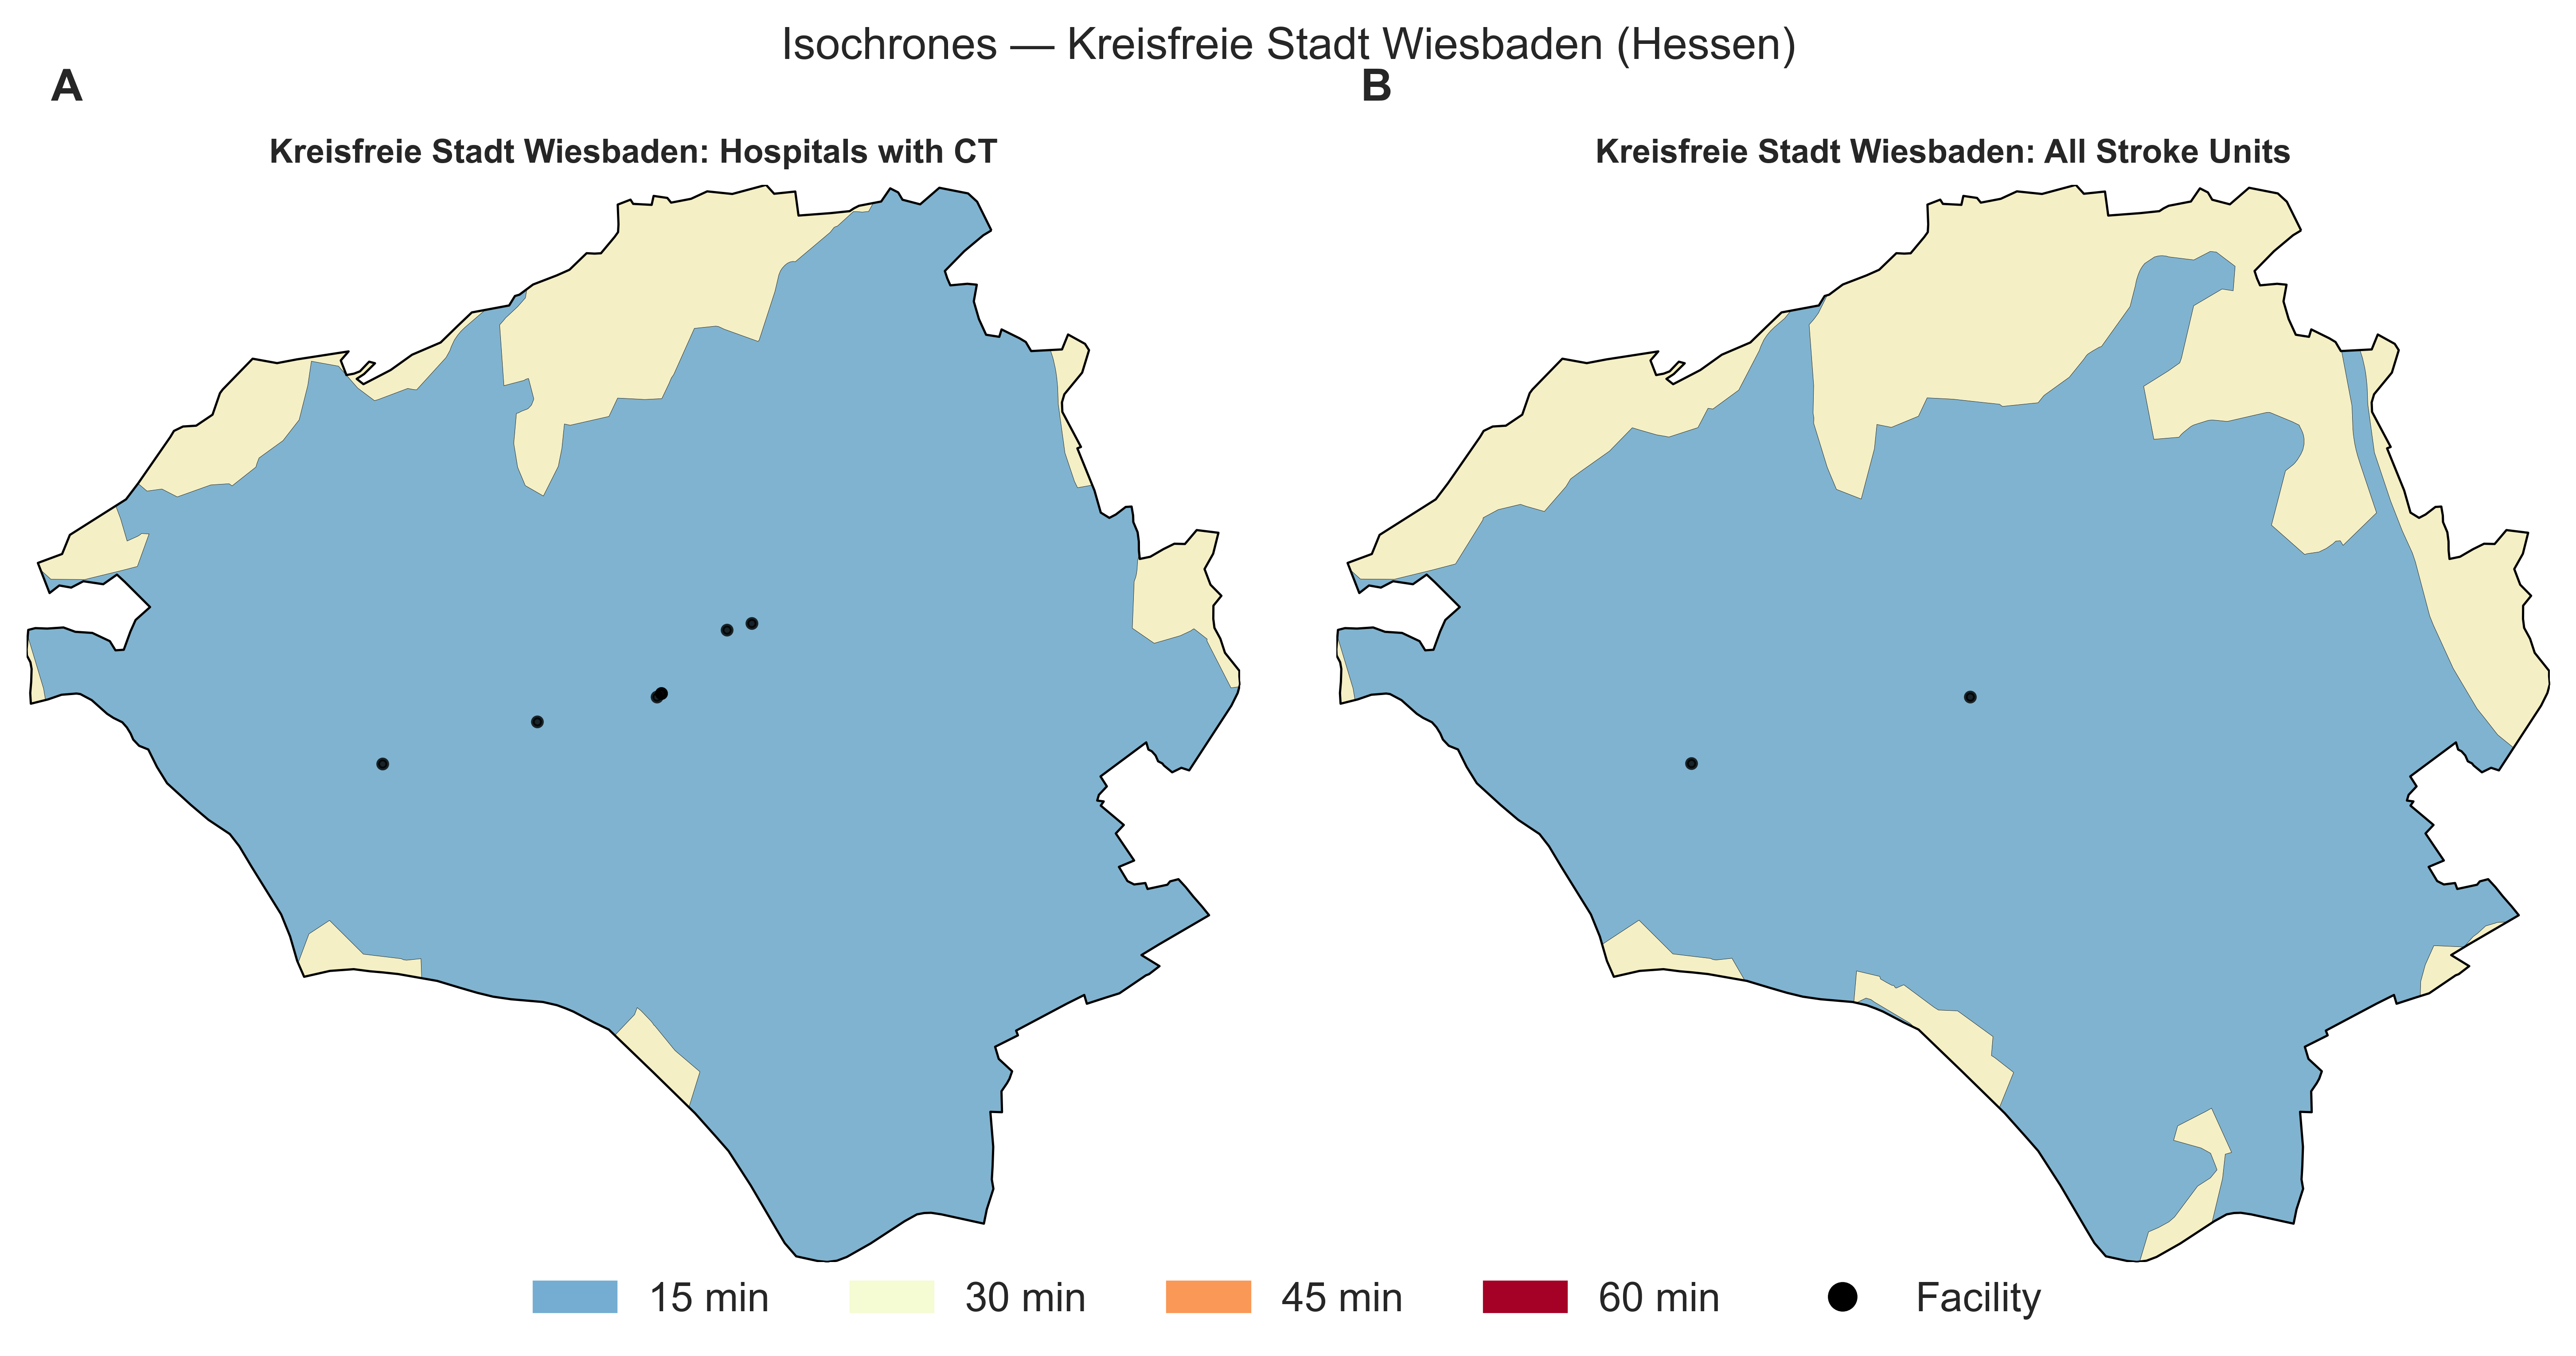 Isochrones — Kreisfreie Stadt Wiesbaden (Hessen)
A
B
Kreisfreie Stadt Wiesbaden: Hospitals with CT
Kreisfreie Stadt Wiesbaden: All Stroke Units
15 min
30 min
45 min
60 min
Facility